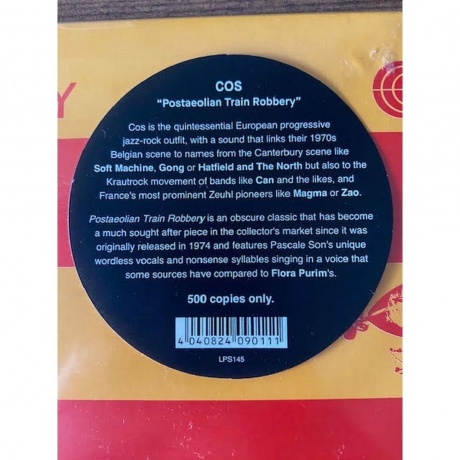 Y
COS
"Postaeolian Train Robbery"
Cos is the quintessential European progressive
jazz-rock outfit, with a sound that links their 1970s
Belgian scene to names from the Canterbury scene like
Soft Machine, Gong or Hatfield and The North but also to the
Krautrock movement of bands like Can and the likes, and
France's most prominent Zeuhl pioneers like Magma or Zao.
Postaeolian Train Robbery is an obscure classic that has become
a much sought after piece in the collector's market since it was
originally released in 1974 and features Pascale Son's unique
wordless vocals and nonsense syllables singing in a voice that
some sources have compared to Flora Purim's.
500 copies only.
4 040824 090111
LPS145